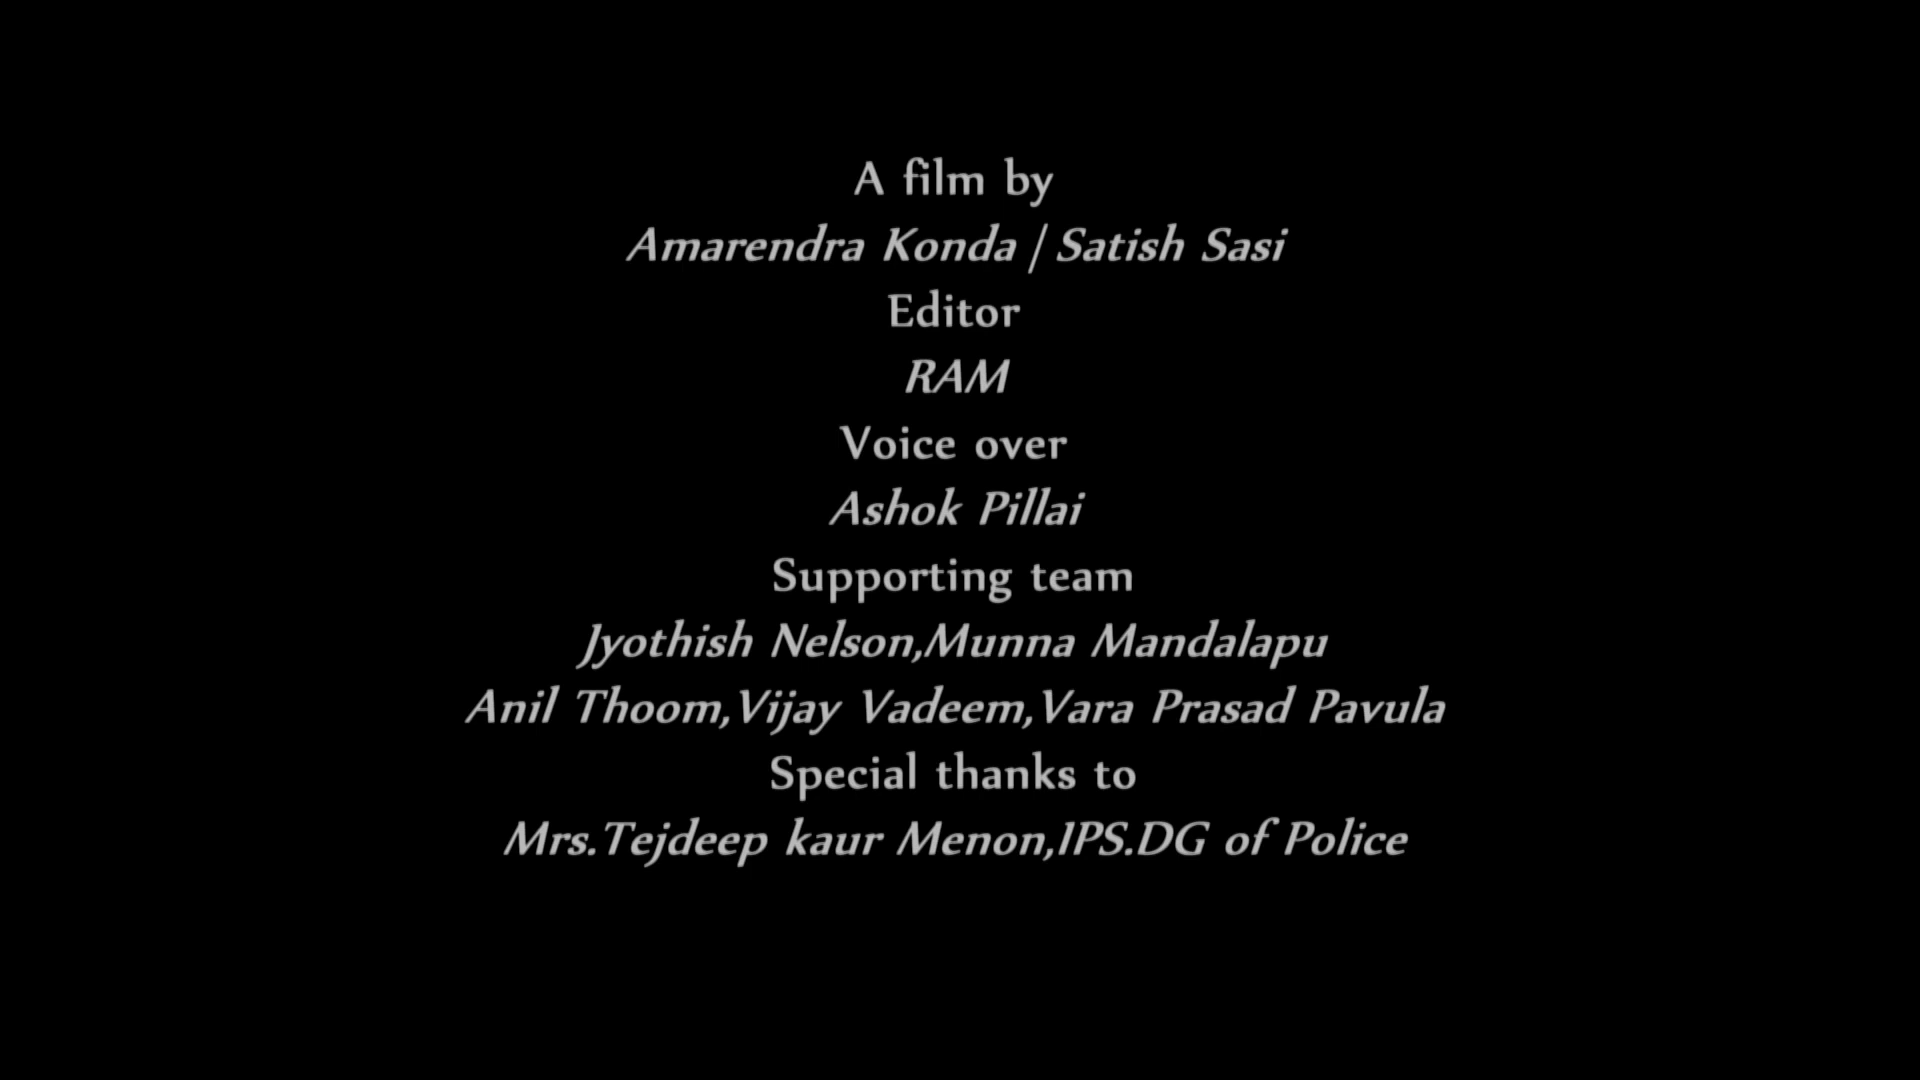 A film by
Amarendra Konda | Satish Sasi
Editor
RAM
Voice over
Ashok Pillai
Supporting team
Jyothish Nelson,Munna Mandalapu
Anil Thoom,Vijay Vadeem,Vara Prasad Pavula
Special thanks to
Mrs.Tejdeep kaur Menon,IPS.DG of Police